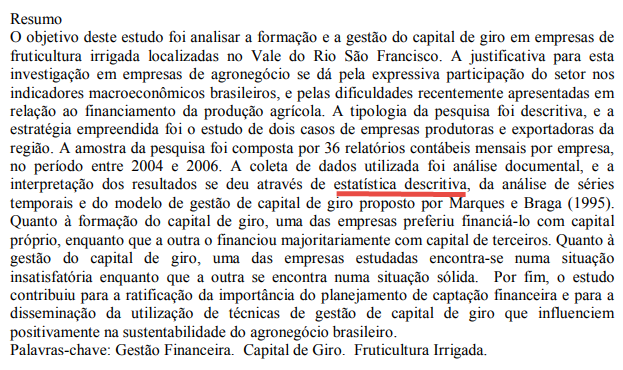 Resumo
O objetivo deste estudo foi analisar a formação e a gestão do capital de giro em empresas de
fruticultura irrigada localizadas no Vale do Rio São Francisco. A justificativa para esta
investigação em empresas de agronegócio se dá pela expressiva participação do setor nos
indicadores macroeconômicos brasileiros, e pelas dificuldades recentemente apresentadas em
relação ao financiamento da produção agrícola. A tipologia da pesquisa foi descritiva, e a
estratégia empreendida foi o estudo de dois casos de empresas produtoras e exportadoras da
região. A amostra da pesquisa foi composta por 36 relatórios contábeis mensais por empresa,
no período entre 2004 e 2006. A coleta de dados utilizada foi análise documental, e a
interpretação dos resultados se deu através de estatística descritiva, da análise de séries
temporais e do modelo de gestão de capital de giro proposto por Marques e Braga (1995).
Quanto à formação do capital de giro, uma das empresas preferiu financiá-lo com capital
próprio, enquanto que a outra o financiou majoritariamente com capital de terceiros. Quanto à
gestão do capital de giro, uma das empresas estudadas encontra-se numa situação
insatisfatória enquanto que a outra se encontra numa situação sólida. Por fim, o estudo
contribuiu para a ratificação da importância do planejamento de captação financeira e para a
disseminação da utilização de técnicas de gestão de capital de giro que influenciem
positivamente na sustentabilidade do agronegócio brasileiro.
Palavras-chave: Gestão Financeira. Capital de Giro. Fruticultura Irrigada.